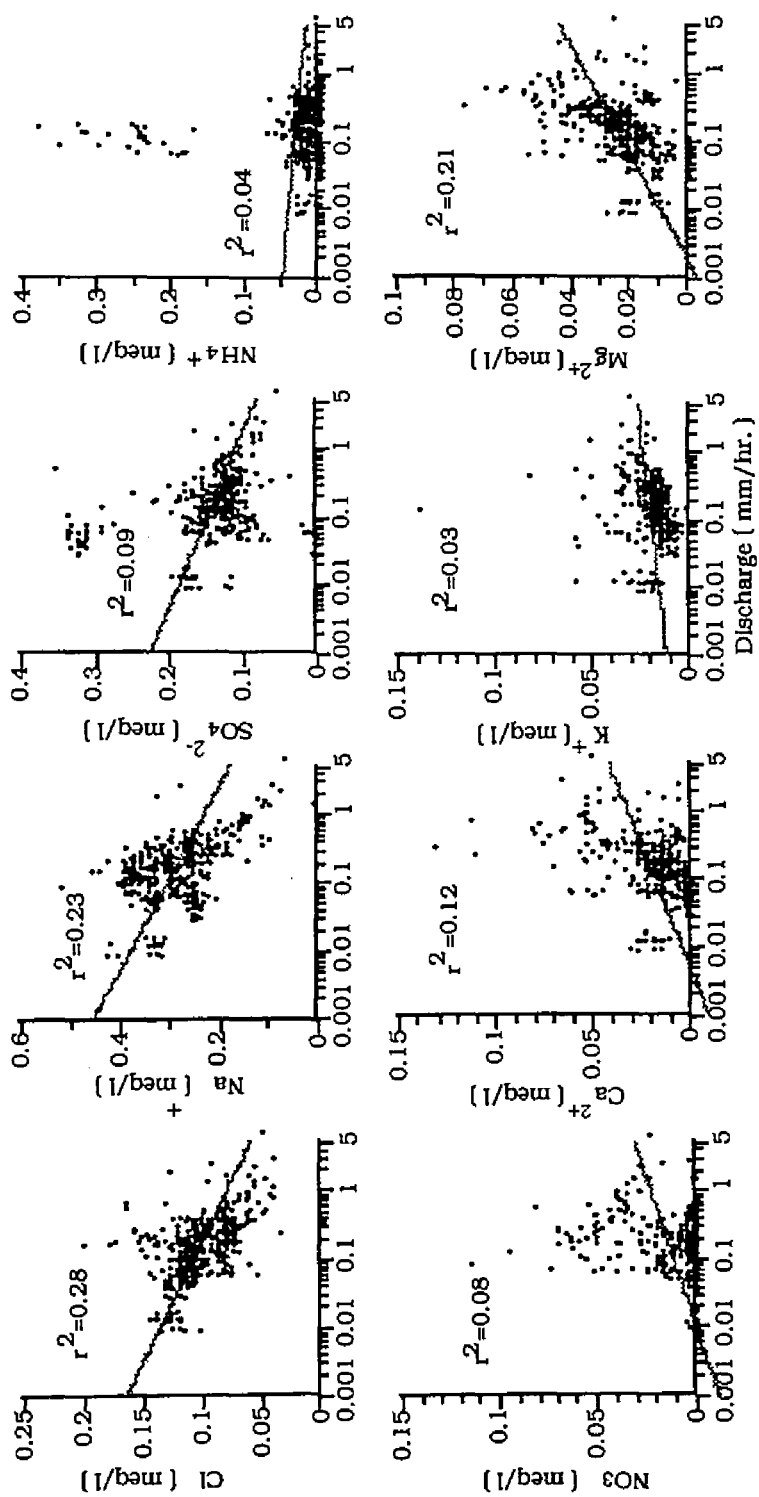 0.25
0.2
0.15
0.1
0.05
0
Cl⁻ ( meq/l )
r²=0.28
0.001 0.01 0.1 1 5
0.6
0.4
0.2
0
Na⁺ ( meq/l )
r²=0.23
0.001 0.01 0.1 1 5
0.4
0.3
0.2
0.1
0
SO₄²⁻ ( meq/l )
r²=0.09
0.001 0.01 0.1 1 5
0.4
0.3
0.2
0.1
0
NH₄⁺ ( meq/l )
r²=0.04
0.001 0.01 0.1 1 5
0.15
0.1
0.05
0
NO₃⁻ ( meq/l )
r²=0.08
0.001 0.01 0.1 1 5
0.15
0.1
0.05
0
Ca²⁺ ( meq/l )
r²=0.12
0.001 0.01 0.1 1 5
0.15
0.1
0.05
0
K⁺ ( meq/l )
r²=0.03
0.001 0.01 0.1 1 5
0.1
0.08
0.06
0.04
0.02
0
Mg²⁺ ( meq/l )
r²=0.21
0.001 0.01 0.1 1 5
Discharge ( mm/hr. )